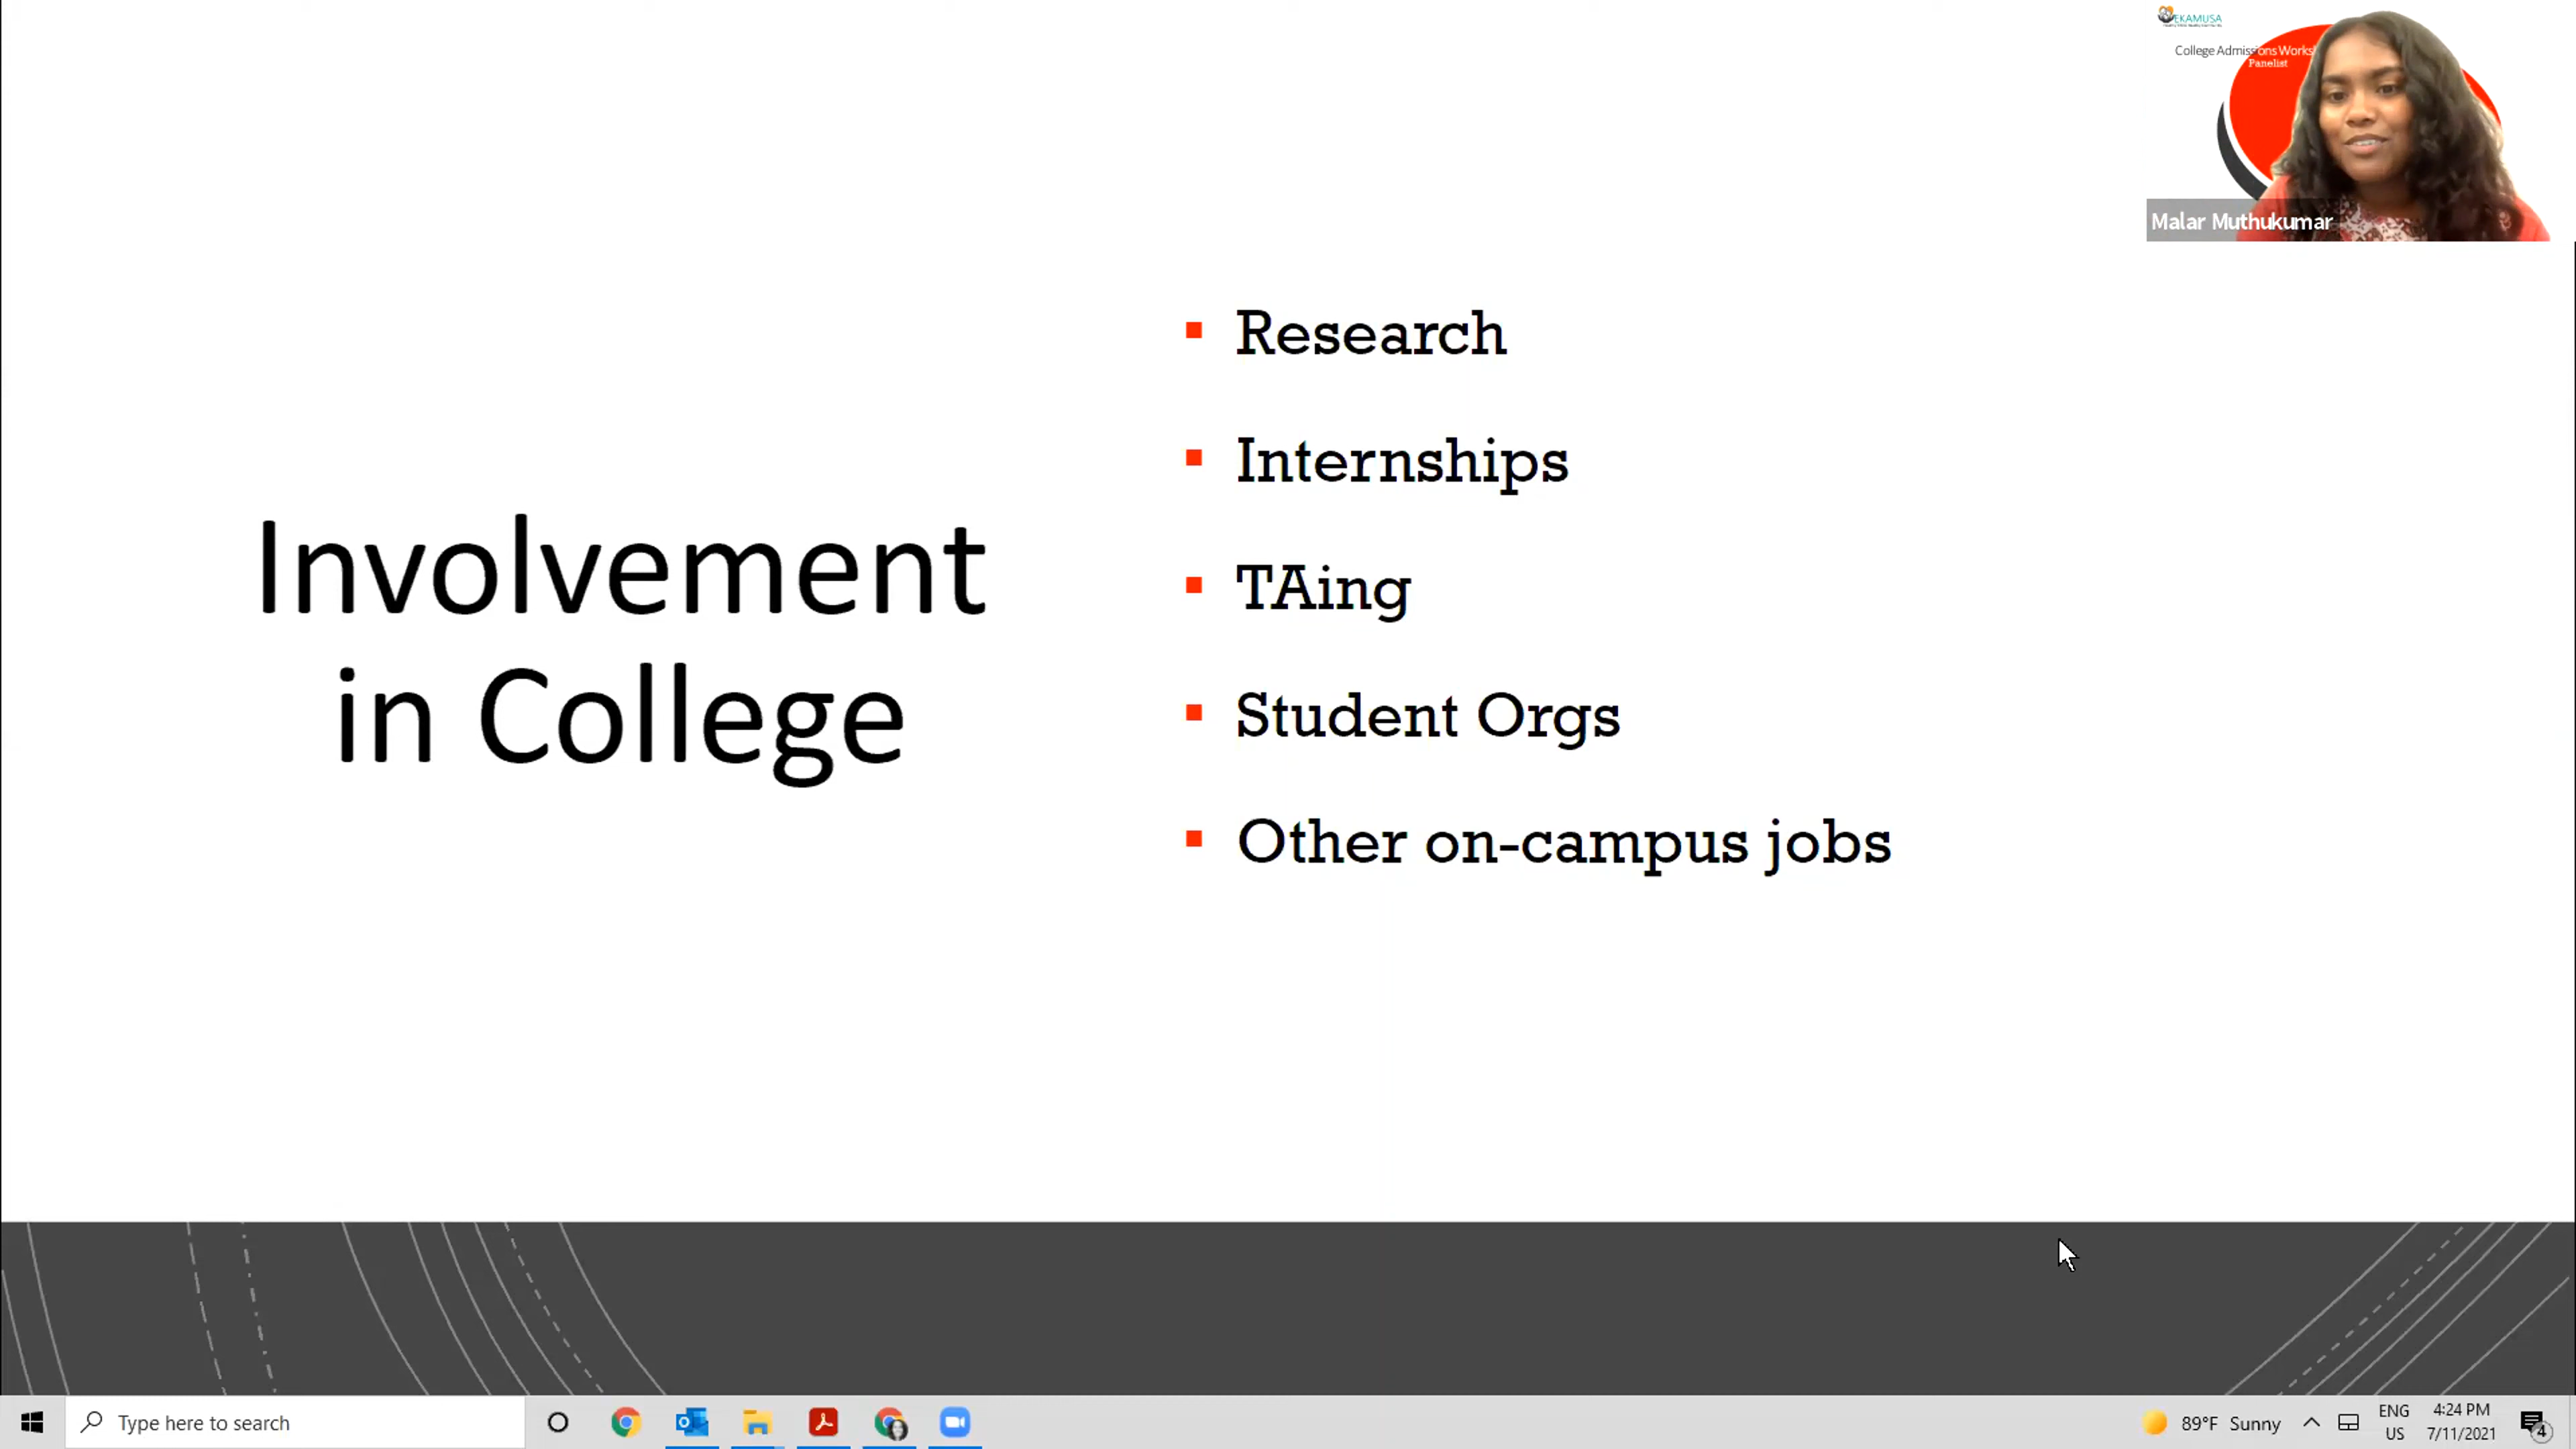 EKAMUSA
College Admissions Works
Panelist
Malar Muthukumar
Involvement
in College
Research
Internships
TAing
Student Orgs
Other on-campus jobs
Type here to search
89°F Sunny
ENG
US
4:24 PM
7/11/2021
4